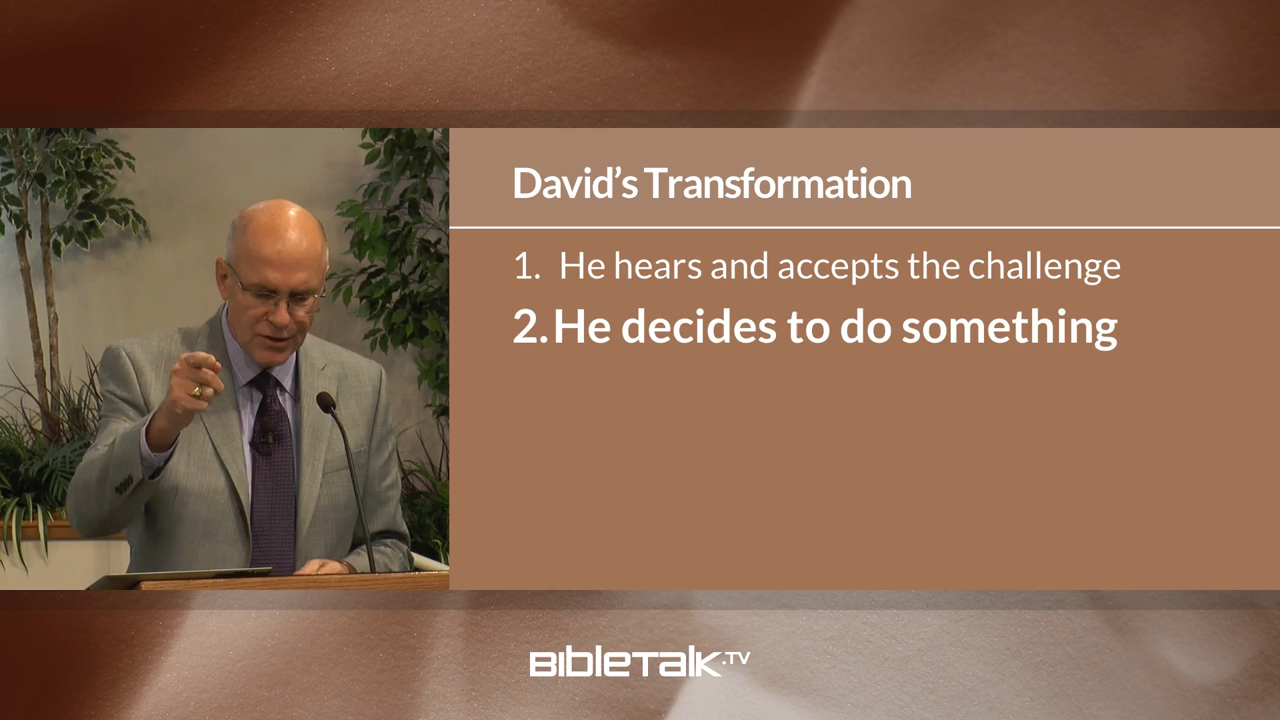 David's Transformation
1. He hears and accepts the challenge
2. He decides to do something
BIBLETALK.TV